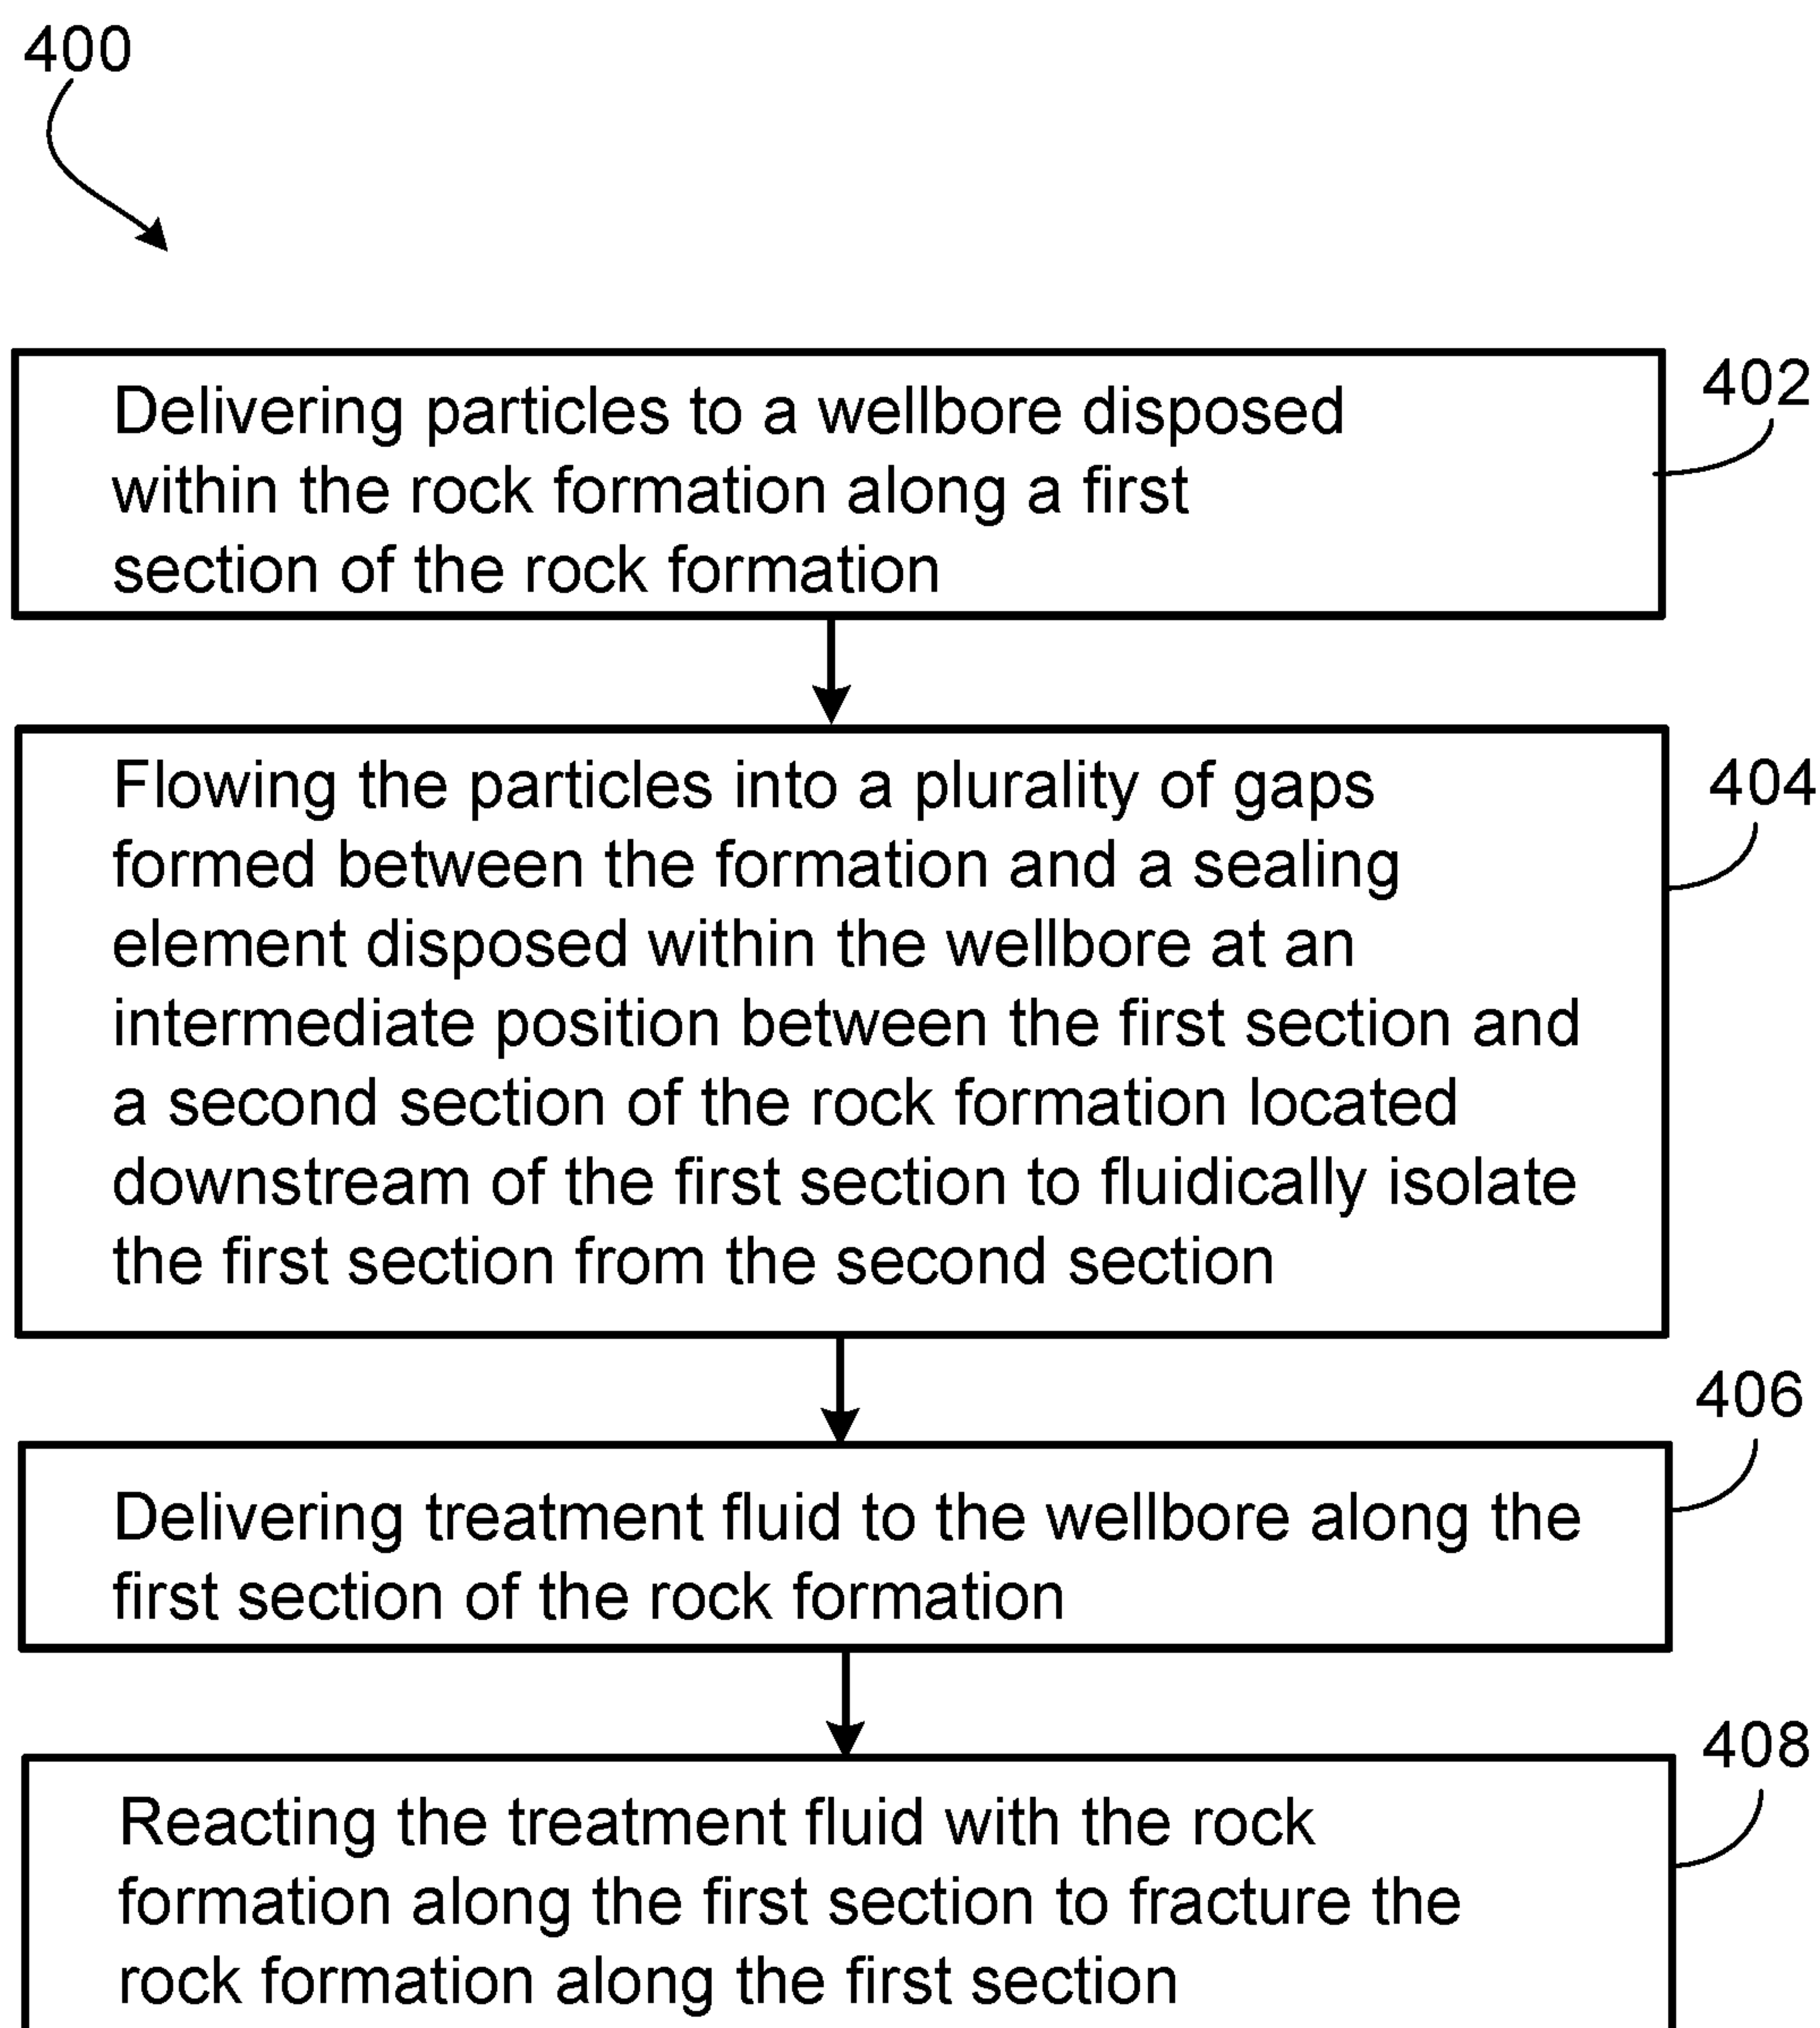 400
402
Delivering particles to a wellbore disposed
within the rock formation along a first
section of the rock formation
404
Flowing the particles into a plurality of gaps
formed between the formation and a sealing
element disposed within the wellbore at an
intermediate position between the first section and
a second section of the rock formation located
downstream of the first section to fluidically isolate
the first section from the second section
406
Delivering treatment fluid to the wellbore along the
first section of the rock formation
408
Reacting the treatment fluid with the rock
formation along the first section to fracture the
rock formation along the first section